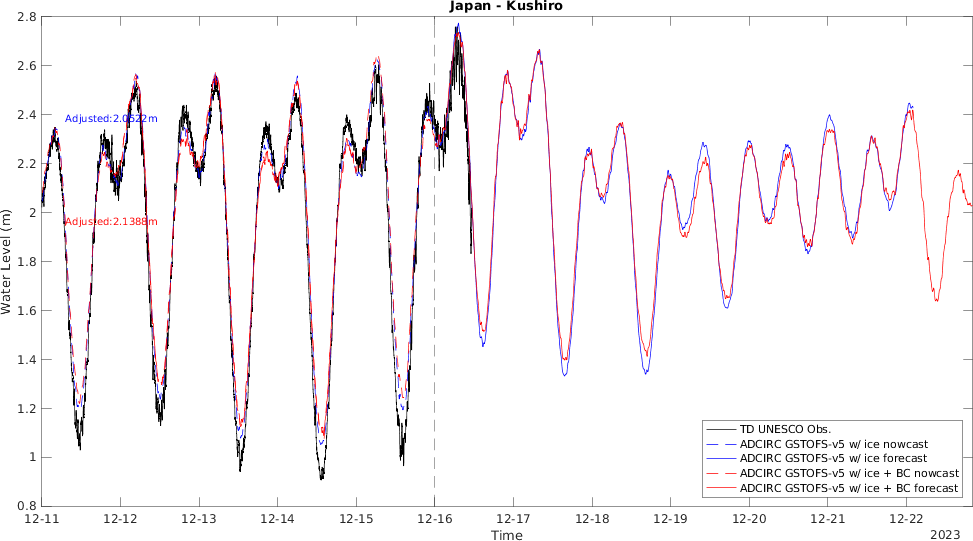 Japan - Kushiro
Water Level (m)
2.8
2.6
2.4
2.2
2
1.8
1.6
1.4
1.2
1
0.8
Adjusted:2.0522m
Adjusted:2.1388m
TD UNESCO Obs.
ADCIRC GSTOFS-v5 w/ ice nowcast
ADCIRC GSTOFS-v5 w/ ice forecast
ADCIRC GSTOFS-v5 w/ ice + BC nowcast
ADCIRC GSTOFS-v5 w/ ice + BC forecast
12-11 12-12 12-13 12-14 12-15 12-16 12-17 12-18 12-19 12-20 12-21 12-22
Time
2023